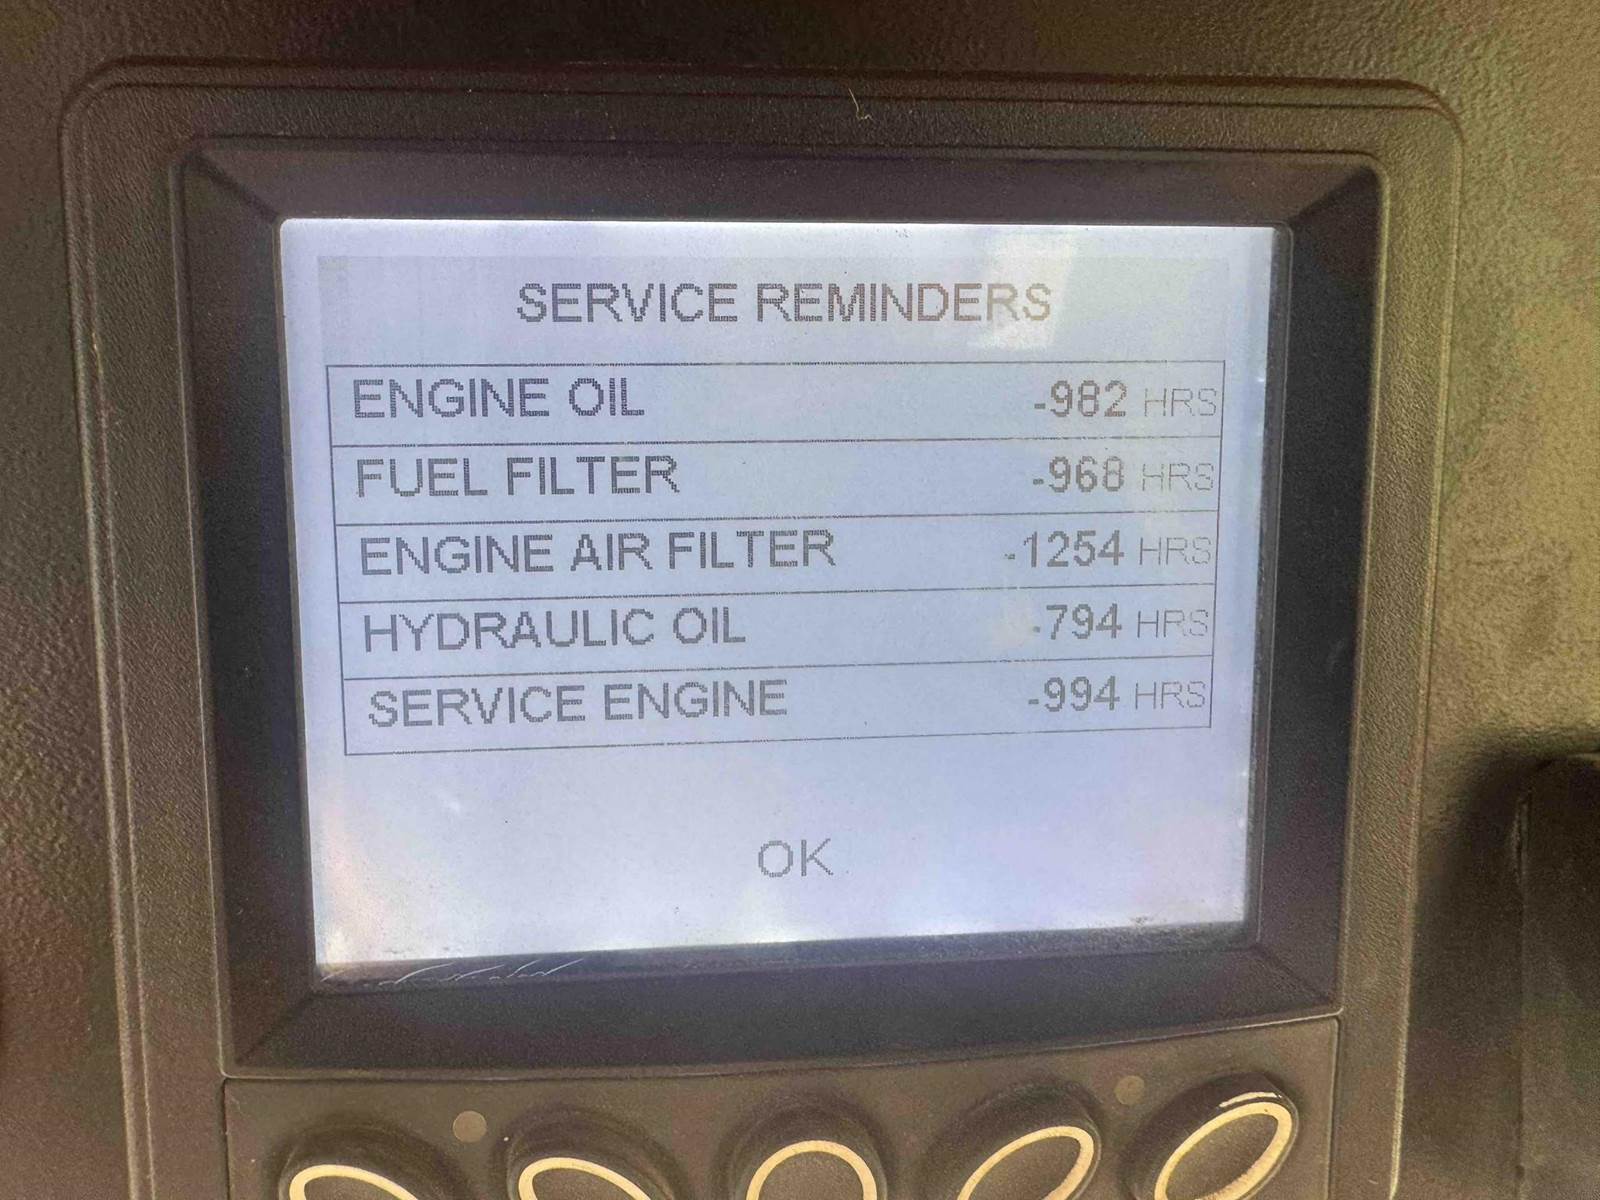 SERVICE REMINDERS
ENGINE OIL -982 HRS
FUEL FILTER -968 HRS
ENGINE AIR FILTER -1254 HRS
HYDRAULIC OIL -794 HRS
SERVICE ENGINE -994 HRS
OK